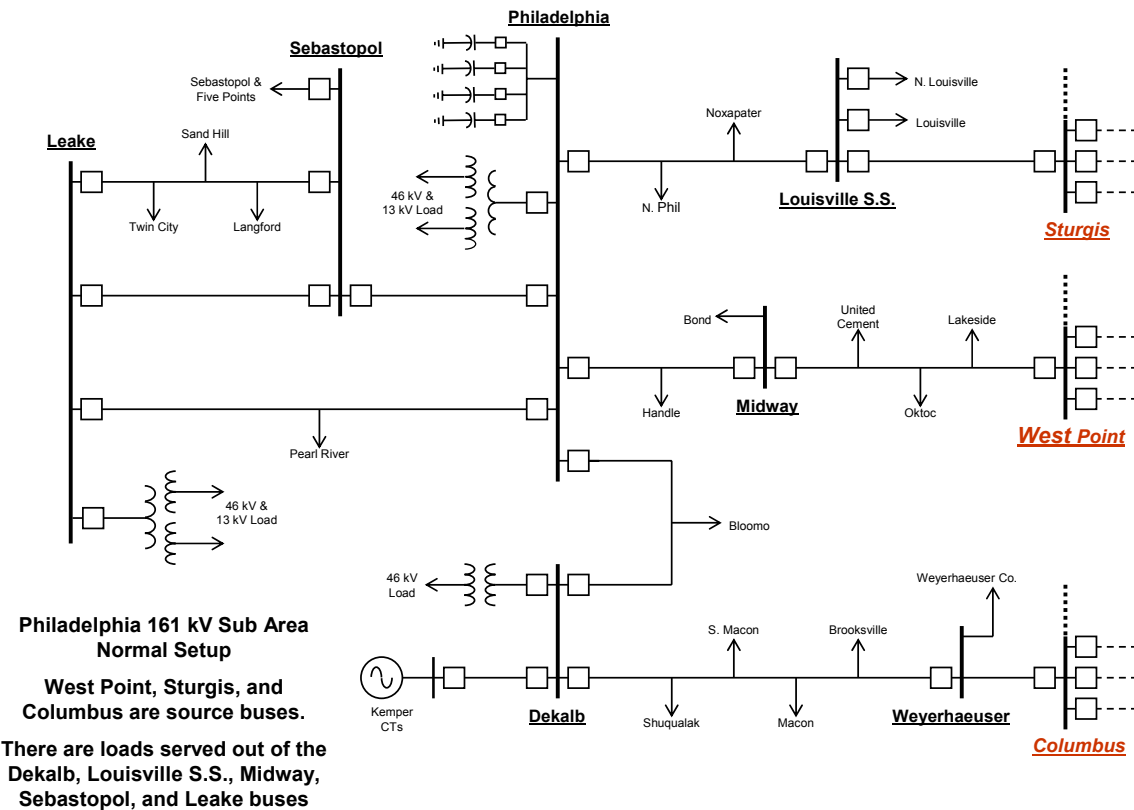 Philadelphia
Sebastopol
Sebastopol &
Five Points
Leake
Sand Hill
Twin City
Langford
46 kV &
13 kV Load
Noxapater
N. Louisville
Louisville
N. Phil
Louisville S.S.
Sturgis
Bond
United
Cement
Lakeside
Handle
Midway
Oktoc
West Point
Pearl River
46 kV &
13 kV Load
Bloomo
46 kV
Load
Weyerhaeuser Co.
S. Macon
Brooksville
Kemper
CTs
Dekalb
Shuqualak
Macon
Weyerhaeuser
Columbus
Philadelphia 161 kV Sub Area
Normal Setup
West Point, Sturgis, and
Columbus are source buses.
There are loads served out of the
Dekalb, Louisville S.S., Midway,
Sebastopol, and Leake buses